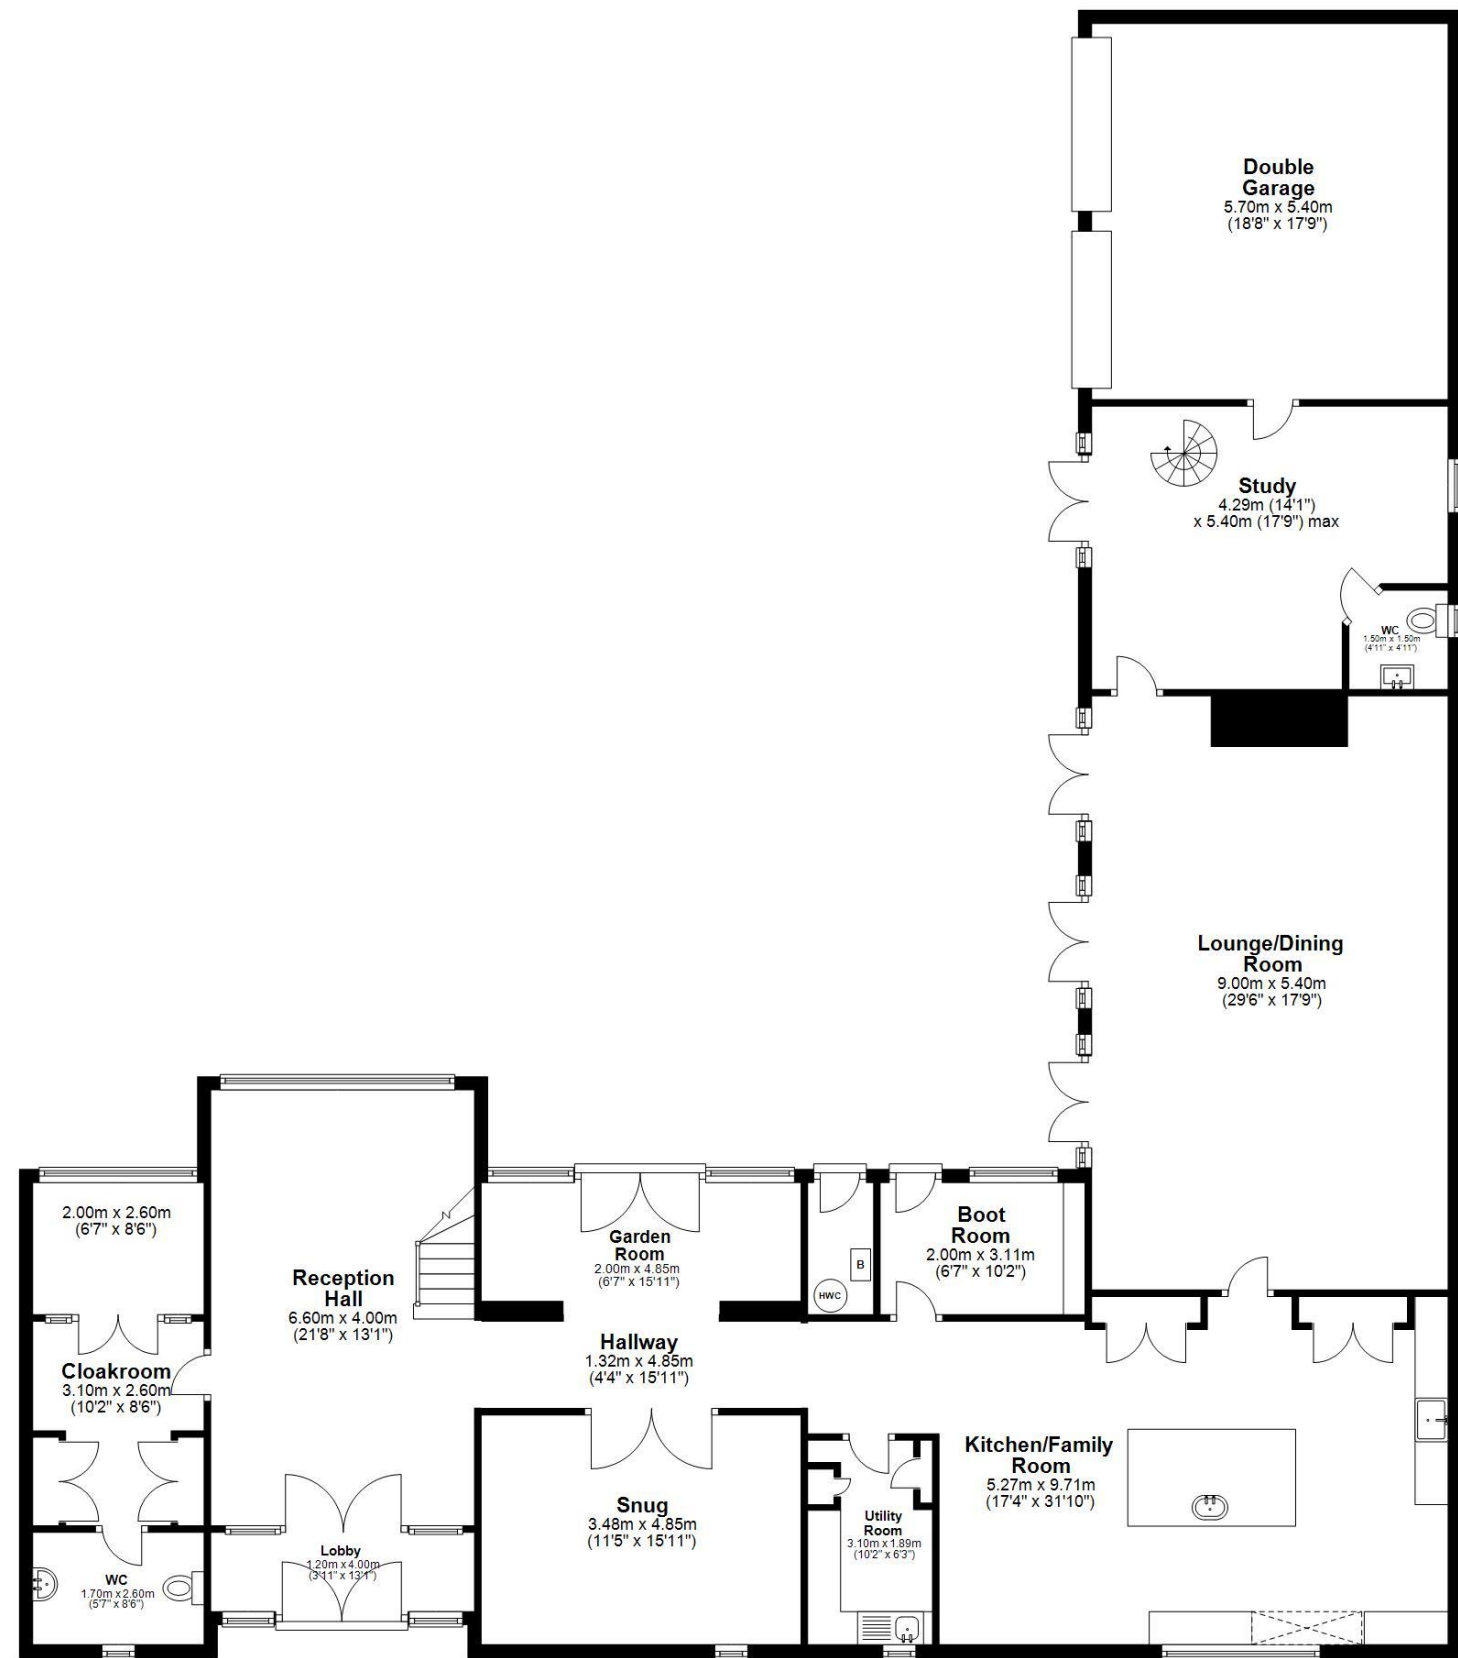 Double
Garage
5.70m x 5.40m
(18'8" x 17'9")
Study
4.29m (14'1")
x 5.40m (17'9") max
WC
1.50m x 1.50m
(4'11" x 4'11")
Lounge/Dining
Room
9.00m x 5.40m
(29'6" x 17'9")
2.00m x 2.60m
(6'7" x 8'6")
Reception
Hall
6.60m x 4.00m
(21'8" x 13'1")
N
Garden
Room
2.00m x 4.85m
(6'7" x 15'11")
B
HWC
Boot
Room
2.00m x 3.11m
(6'7" x 10'2")
Hallway
1.32m x 4.85m
(4'4" x 15'11")
Cloakroom
3.10m x 2.60m
(10'2" x 8'6")
Kitchen/Family
Room
5.27m x 9.71m
(17'4" x 31'10")
Snug
3.48m x 4.85m
(11'5" x 15'11")
Utility
Room
3.10m x 1.89m
(10'2" x 6'3")
Lobby
1.20m x 4.00m
(3'11" x 13'1")
WC
1.70m x 2.60m
(5'7" x 8'6")